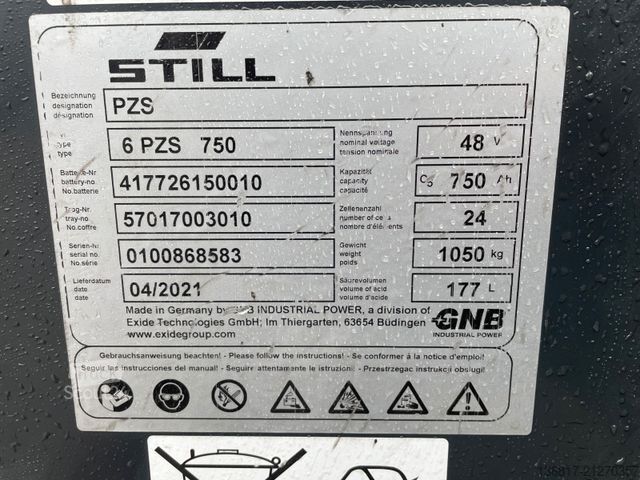 STILL
Bezeichnung
designation
désignation
PZS
type
type
6 PZS 750
Nennspannung
nominal voltage
tension nominale
48 V
Batterie-Nr
battery-no
No.batterie
417726150010
Kapazität
capacity
capacité
C5 750 Ah
Trog-Nr.
tray-no
No.coffre
57017003010
Zellenzahl
number of cells
nombre d'éléments
24
Serien-Nr
serial no.
No.série
0100868583
Gewicht
weight
poids
1050 kg
Lieferdatum
date
date
04/2021
Säurevolumen
volume of acid
volume d'acide
177 L
Made in Germany by GNB INDUSTRIAL POWER, a division of
Exide Technologies GmbH; Im Thiergarten, 63654 Büdingen
www.exidegroup.com
GNB
INDUSTRIAL POWER
Gebrauchsanweisung beachten! - Please follow the instructions! - Se conformer à la notice d'emploi!
Seguir las instrucciones del manual! - Seguire attentamente le istruzioni! - Przestrzegac instrukcji obslugi!
136817-21270357